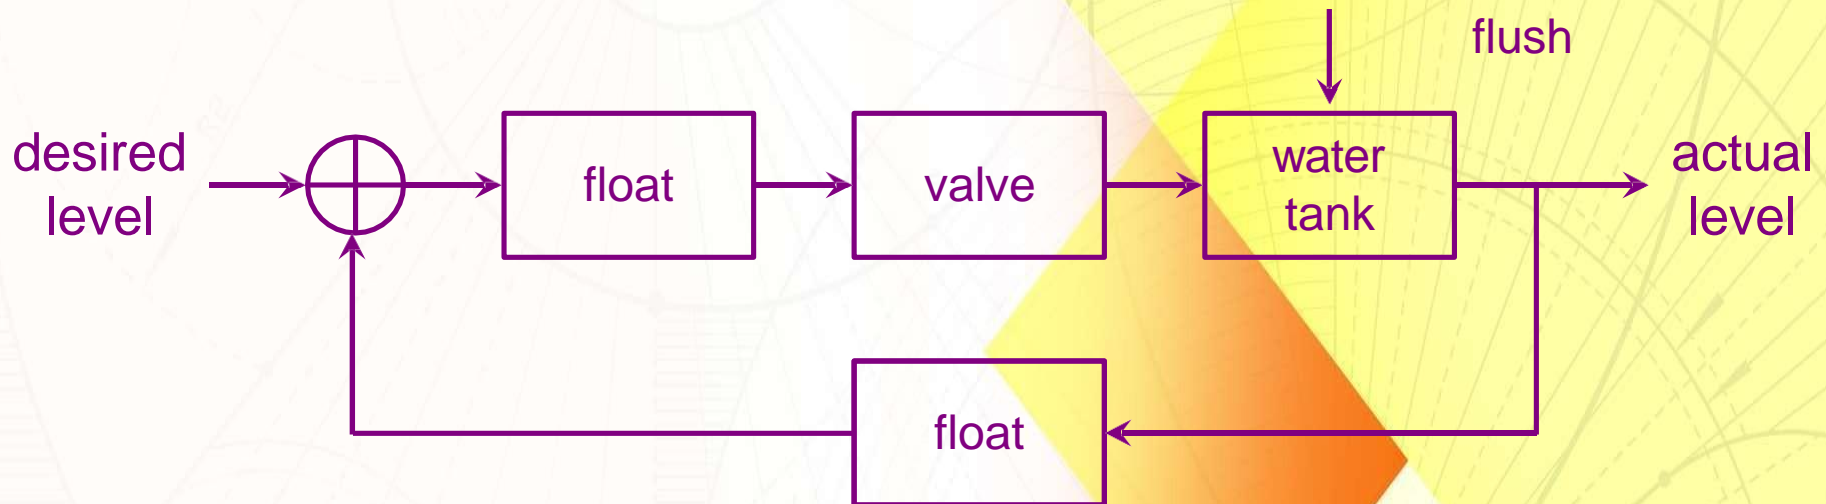 flush
desired
level
float
valve
water
tank
actual
level
float